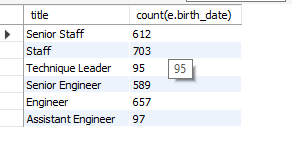 title count(e.birth_date)
Senior Staff 612
Staff 703
Technique Leader 95 95
Senior Engineer 589
Engineer 657
Assistant Engineer 97